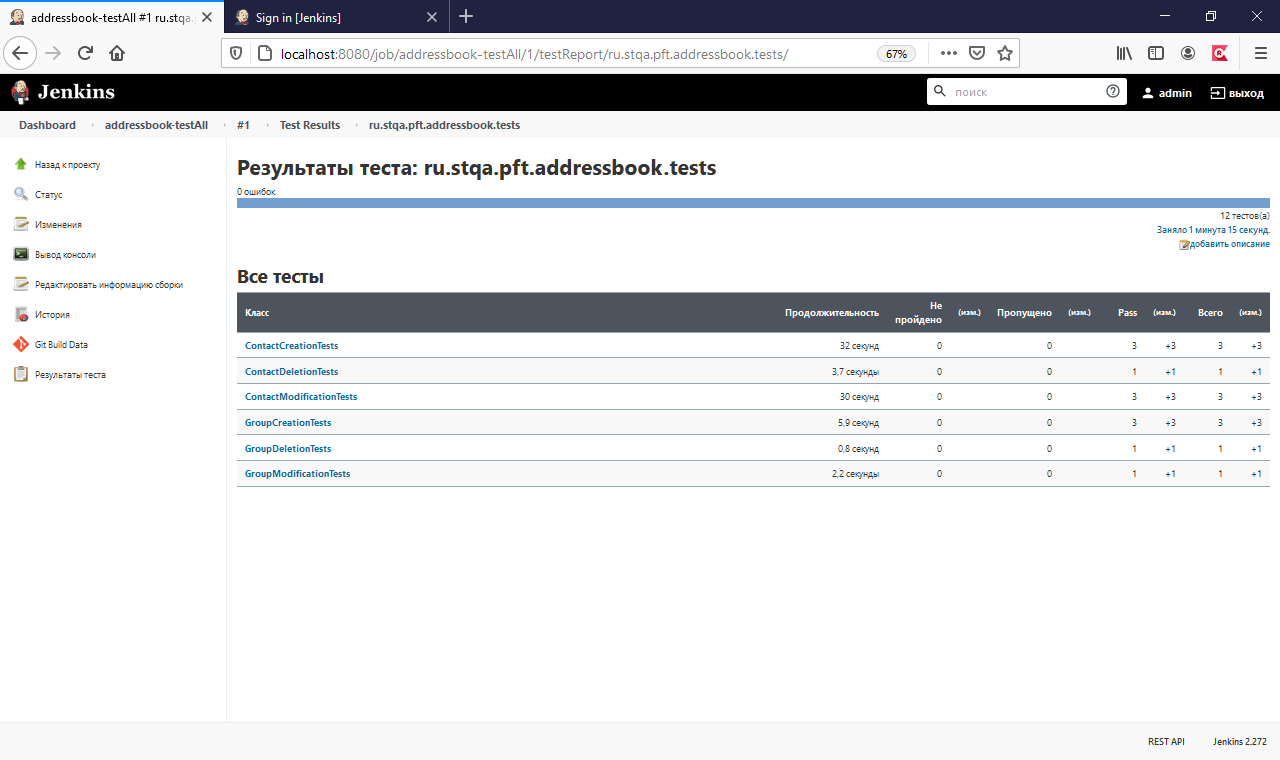 addressbook-testAll #1 ru.stqa.
Sign in [Jenkins]
localhost:8080/job/addressbook-testAll/1/testReport/ru.stqa.pft.addressbook.tests/
67%
Jenkins
поиск
admin
выход
Dashboard addressbook-testAll #1 Test Results ru.stqa.pft.addressbook.tests
Назад к проекту
Статус
Изменения
Вывод консоли
Редактировать информацию сборки
История
Git Build Data
Результаты теста
Результаты теста: ru.stqa.pft.addressbook.tests
0 ошибок
12 тестов(а)
Заняло 1 минута 15 секунд.
добавить описание
Все тесты
Класс Продолжительность Не пройдено (изм.) Пропущено (изм.) Pass (изм.) Всего (изм.)
ContactCreationTests 32 секунд 0 0 3 +3 3 +3
ContactDeletionTests 3,7 секунды 0 0 1 +1 1 +1
ContactModificationTests 30 секунд 0 0 3 +3 3 +3
GroupCreationTests 5,9 секунд 0 0 3 +3 3 +3
GroupDeletionTests 0,8 секунд 0 0 1 +1 1 +1
GroupModificationTests 2,2 секунды 0 0 1 +1 1 +1
REST API Jenkins 2.272